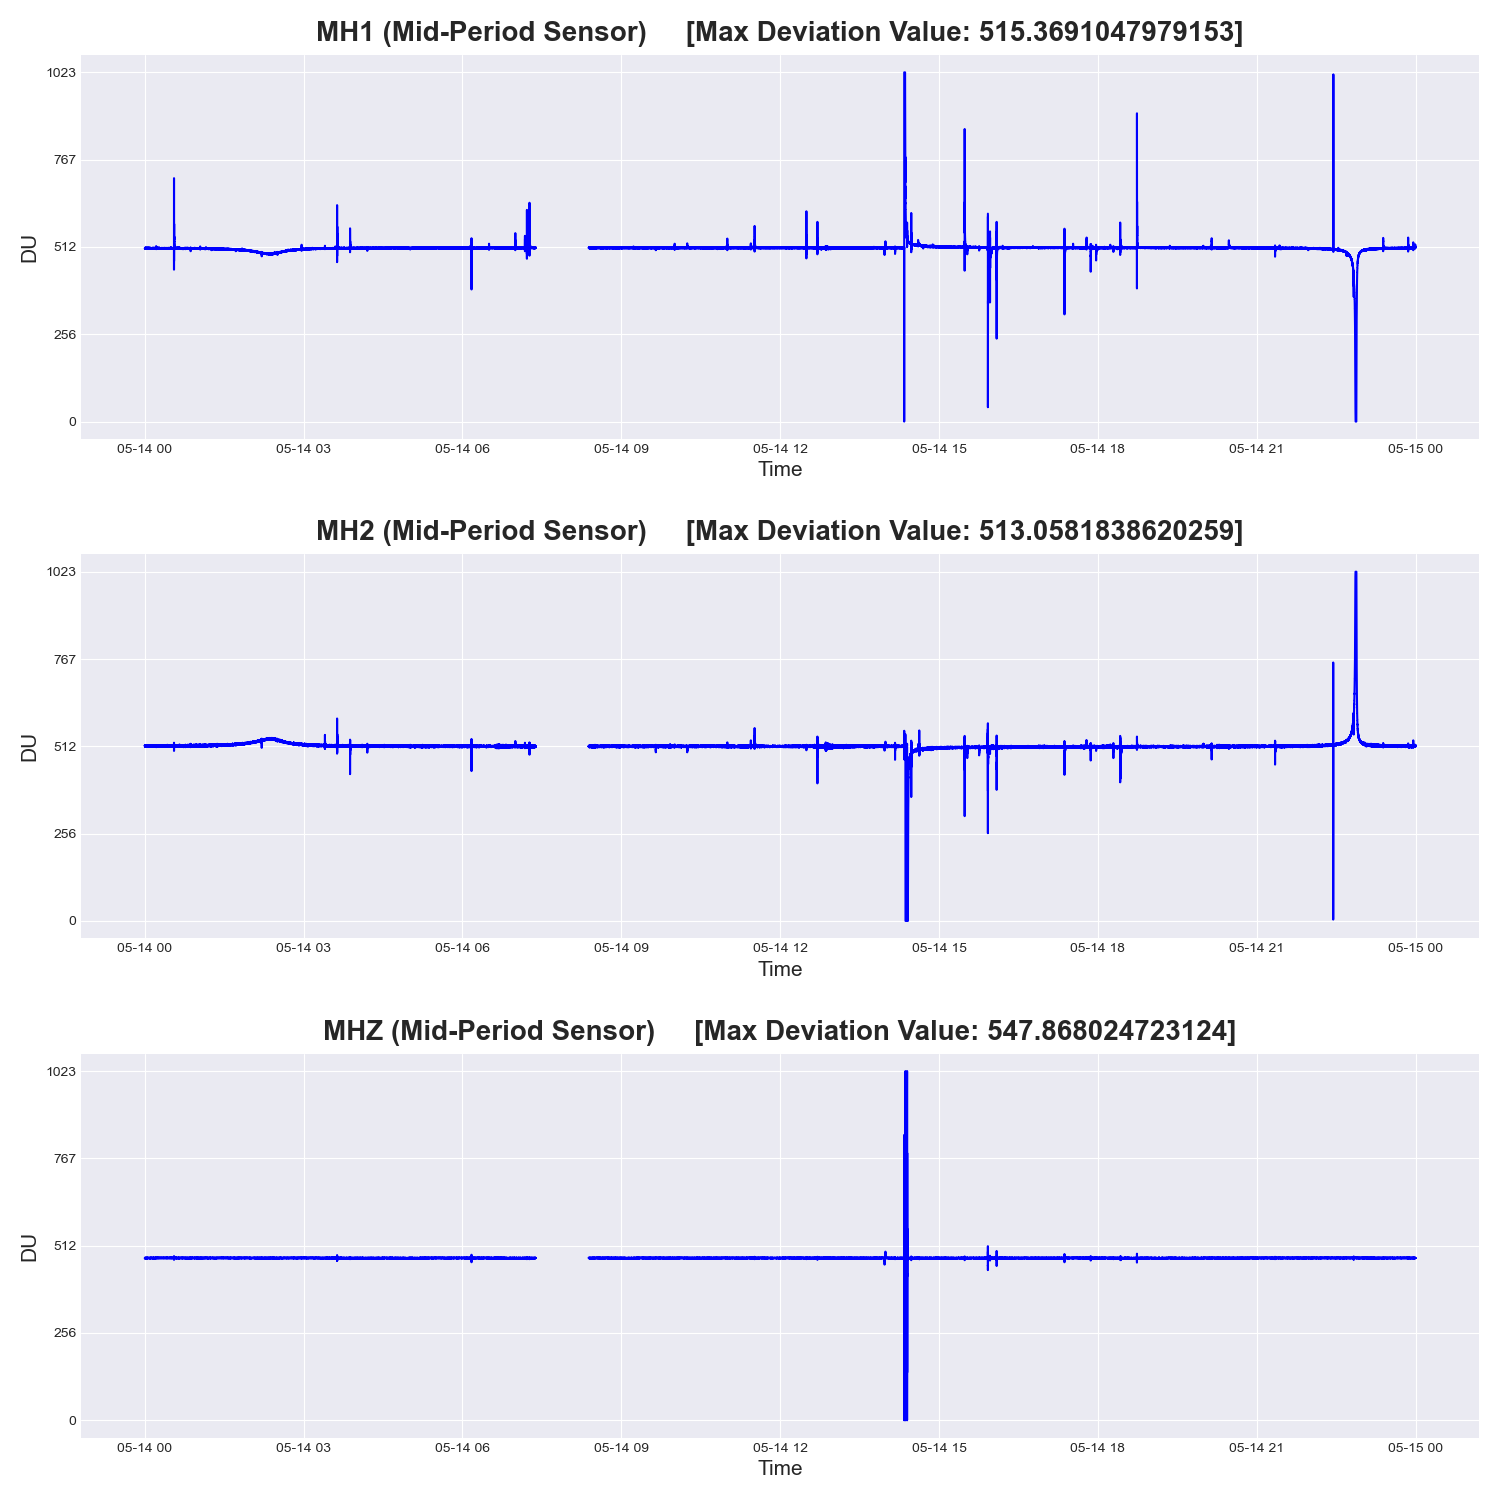 MH1 (Mid-Period Sensor) [Max Deviation Value: 515.3691047979153]
1023
767
512
256
0
DU
05-14 00 05-14 03 05-14 06 05-14 09 05-14 12 05-14 15 05-14 18 05-14 21 05-15 00
Time
MH2 (Mid-Period Sensor) [Max Deviation Value: 513.0581838620259]
1023
767
512
256
0
DU
05-14 00 05-14 03 05-14 06 05-14 09 05-14 12 05-14 15 05-14 18 05-14 21 05-15 00
Time
MHZ (Mid-Period Sensor) [Max Deviation Value: 547.868024723124]
1023
767
512
256
0
DU
05-14 00 05-14 03 05-14 06 05-14 09 05-14 12 05-14 15 05-14 18 05-14 21 05-15 00
Time